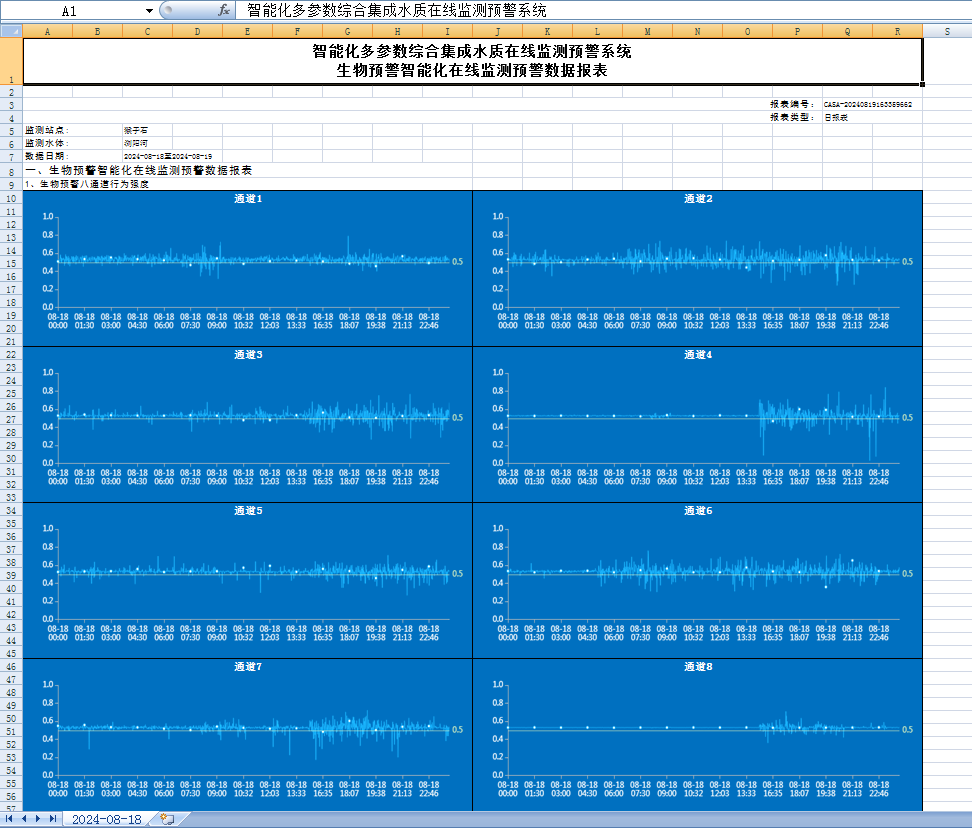 A1 fx 智能化多参数综合集成水质在线监测预警系统
A B C D E F G H I J K L M N O P Q R S
智能化多参数综合集成水质在线监测预警系统
生物预警智能化在线监测预警数据报表
报表编号: CASA-20240819163359662
报表类型: 日报表
监测站点: 猴子石
监测水体: 浏阳河
数据日期: 2024-08-18至2024-08-19
一、生物预警智能化在线监测预警数据报表
1、生物预警八通道行为强度
通道1
1.0
0.8
0.6
0.4
0.2
0.0
0.5
08-18 08-18 08-18 08-18 08-18 08-18 08-18 08-18 08-18 08-18 08-18 08-18 08-18 08-18 08-18
00:00 01:30 03:00 04:30 06:00 07:30 09:00 10:32 12:03 13:33 16:35 18:07 19:38 21:13 22:46
通道2
1.0
0.8
0.6
0.4
0.2
0.0
0.5
08-18 08-18 08-18 08-18 08-18 08-18 08-18 08-18 08-18 08-18 08-18 08-18 08-18 08-18 08-18
00:00 01:30 03:00 04:30 06:00 07:30 09:00 10:32 12:03 13:33 16:35 18:07 19:38 21:13 22:46
通道3
1.0
0.8
0.6
0.4
0.2
0.0
0.5
08-18 08-18 08-18 08-18 08-18 08-18 08-18 08-18 08-18 08-18 08-18 08-18 08-18 08-18 08-18
00:00 01:30 03:00 04:30 06:00 07:30 09:00 10:32 12:03 13:33 16:35 18:07 19:38 21:13 22:46
通道4
1.0
0.8
0.6
0.4
0.2
0.0
0.5
08-18 08-18 08-18 08-18 08-18 08-18 08-18 08-18 08-18 08-18 08-18 08-18 08-18 08-18 08-18
00:00 01:30 03:00 04:30 06:00 07:30 09:00 10:32 12:03 13:33 16:35 18:07 19:38 21:13 22:46
通道5
1.0
0.8
0.6
0.4
0.2
0.0
0.5
08-18 08-18 08-18 08-18 08-18 08-18 08-18 08-18 08-18 08-18 08-18 08-18 08-18 08-18 08-18
00:00 01:30 03:00 04:30 06:00 07:30 09:00 10:32 12:03 13:33 16:35 18:07 19:38 21:13 22:46
通道6
1.0
0.8
0.6
0.4
0.2
0.0
0.5
08-18 08-18 08-18 08-18 08-18 08-18 08-18 08-18 08-18 08-18 08-18 08-18 08-18 08-18 08-18
00:00 01:30 03:00 04:30 06:00 07:30 09:00 10:32 12:03 13:33 16:35 18:07 19:38 21:13 22:46
通道7
1.0
0.8
0.6
0.4
0.2
0.0
0.5
08-18 08-18 08-18 08-18 08-18 08-18 08-18 08-18 08-18 08-18 08-18 08-18 08-18 08-18 08-18
00:00 01:30 03:00 04:30 06:00 07:30 09:00 10:32 12:03 13:33 16:35 18:07 19:38 21:13 22:46
通道8
1.0
0.8
0.6
0.4
0.2
0.0
0.5
08-18 08-18 08-18 08-18 08-18 08-18 08-18 08-18 08-18 08-18 08-18 08-18 08-18 08-18 08-18
00:00 01:30 03:00 04:30 06:00 07:30 09:00 10:32 12:03 13:33 16:35 18:07 19:38 21:13 22:46
2024-08-18